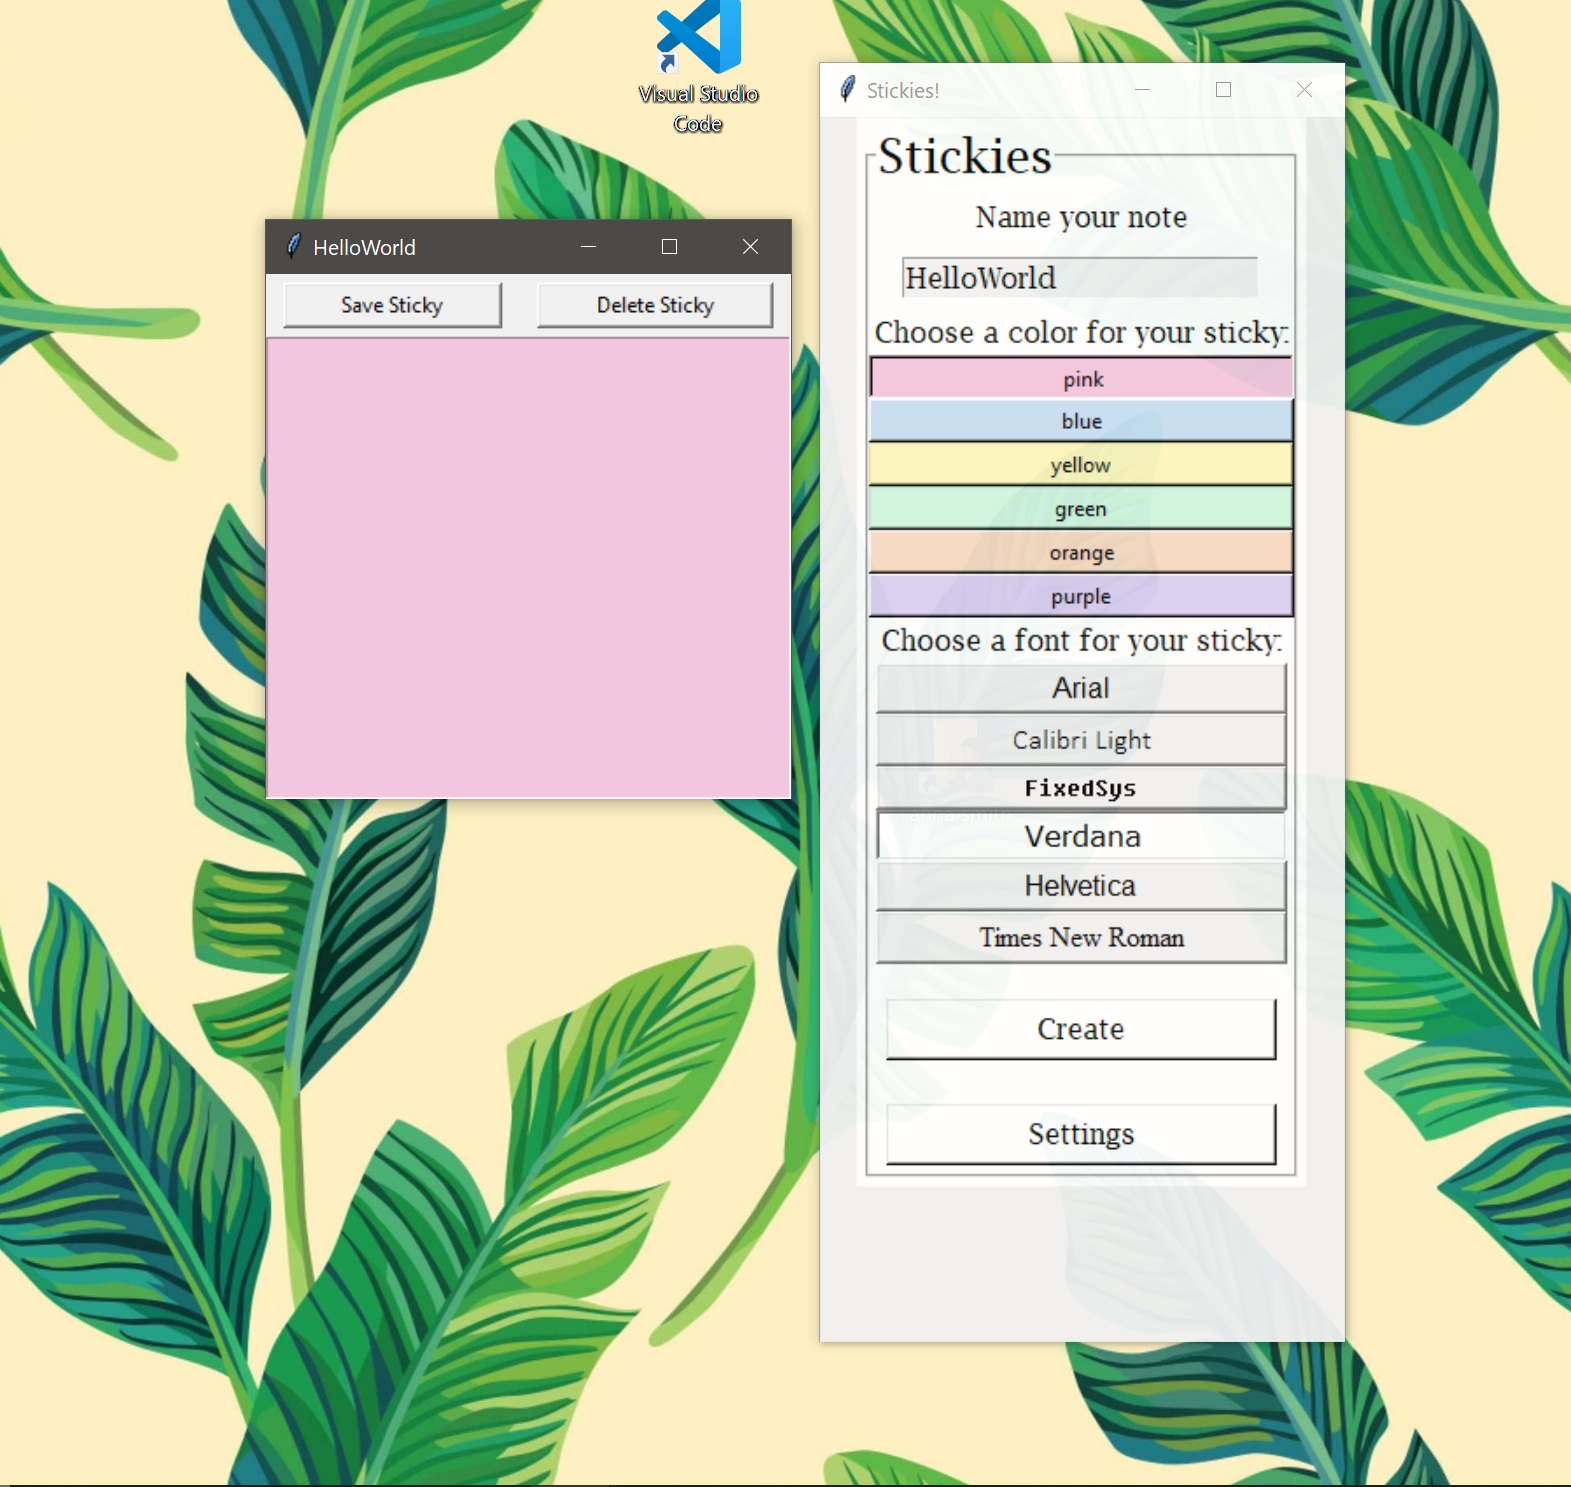 Visual Studio
Code
HelloWorld
Save Sticky
Delete Sticky
Stickies!
Stickies
Name your note
HelloWorld
Choose a color for your sticky:
pink
blue
yellow
green
orange
purple
Choose a font for your sticky:
Arial
Calibri Light
FixedSys
Verdana
Helvetica
Times New Roman
Create
Settings